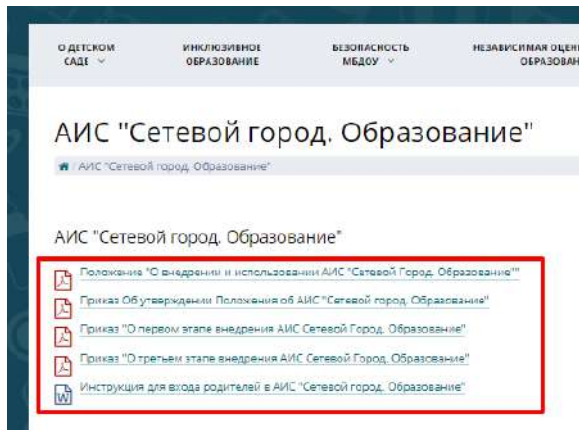 О ДЕТСКОМ САДЕ
ИНКЛЮЗИВНОЕ ОБРАЗОВАНИЕ
БЕЗОПАСНОСТЬ МБДОУ
НЕЗАВИСИМАЯ ОЦЕН
ОБРАЗОВАН
АИС "Сетевой город. Образование"
/ АИС "Сетевой город. Образование"
АИС "Сетевой город. Образование"
Положение "О внедрении и использовании АИС "Сетевой Город. Образование""
Приказ Об утверждении Положения об АИС "Сетевой город. Образование"
Приказ "О первом этапе внедрения АИС Сетевой Город. Образование"
Приказ "О третьем этапе внедрения АИС Сетевой Город. Образование"
Инструкция для входа родителей в АИС "Сетевой город. Образование"